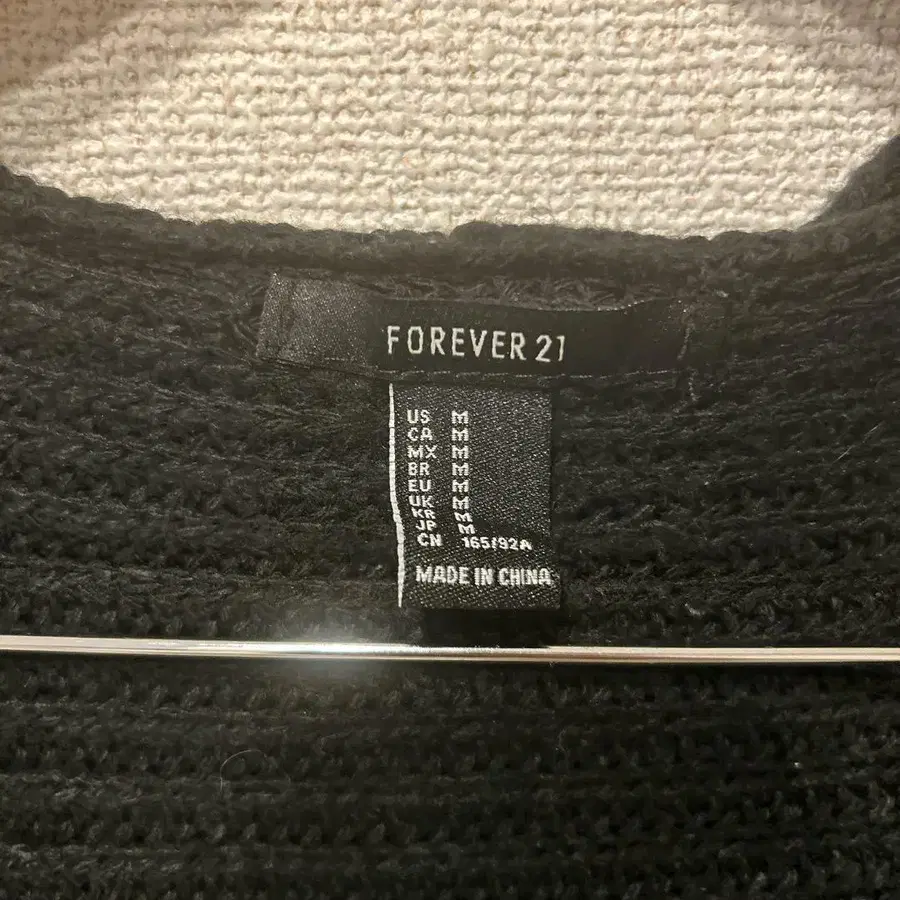 FOREVER 21
US M
CA M
MX M
BR M
EU M
UK M
KR M
JP M
CN 165/92A
MADE IN CHINA